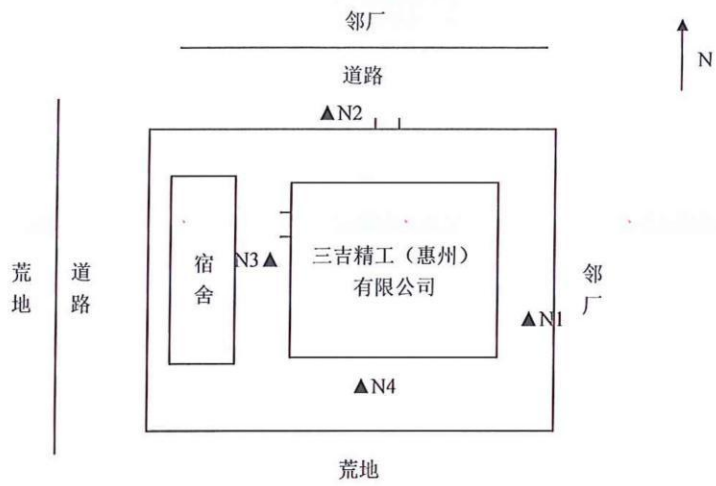 邻厂
N
道路
▲N2
三吉精工（惠州）
有限公司
宿舍
N3▲
荒地
道路
邻厂
▲N1
▲N4
荒地